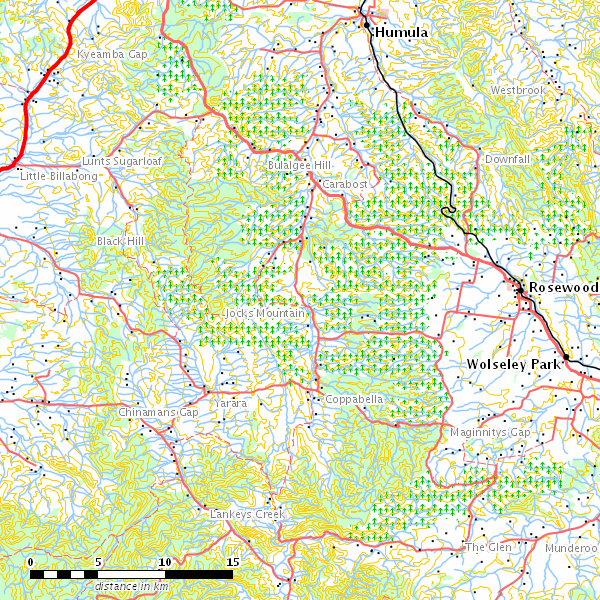 Humula
Kyeamba Gap
Westbrook
Lunts Sugarloaf
Bulalgee Hill
Downfall
Little Billabong
Carabost
Black Hill
Rosewood
Jocks Mountain
Wolseley Park
Yarara
Coppabella
Chinamans Gap
Maginnitys Gap
Lankeys Creek
The Glen
Munderoo
0 5 10 15
distance in km